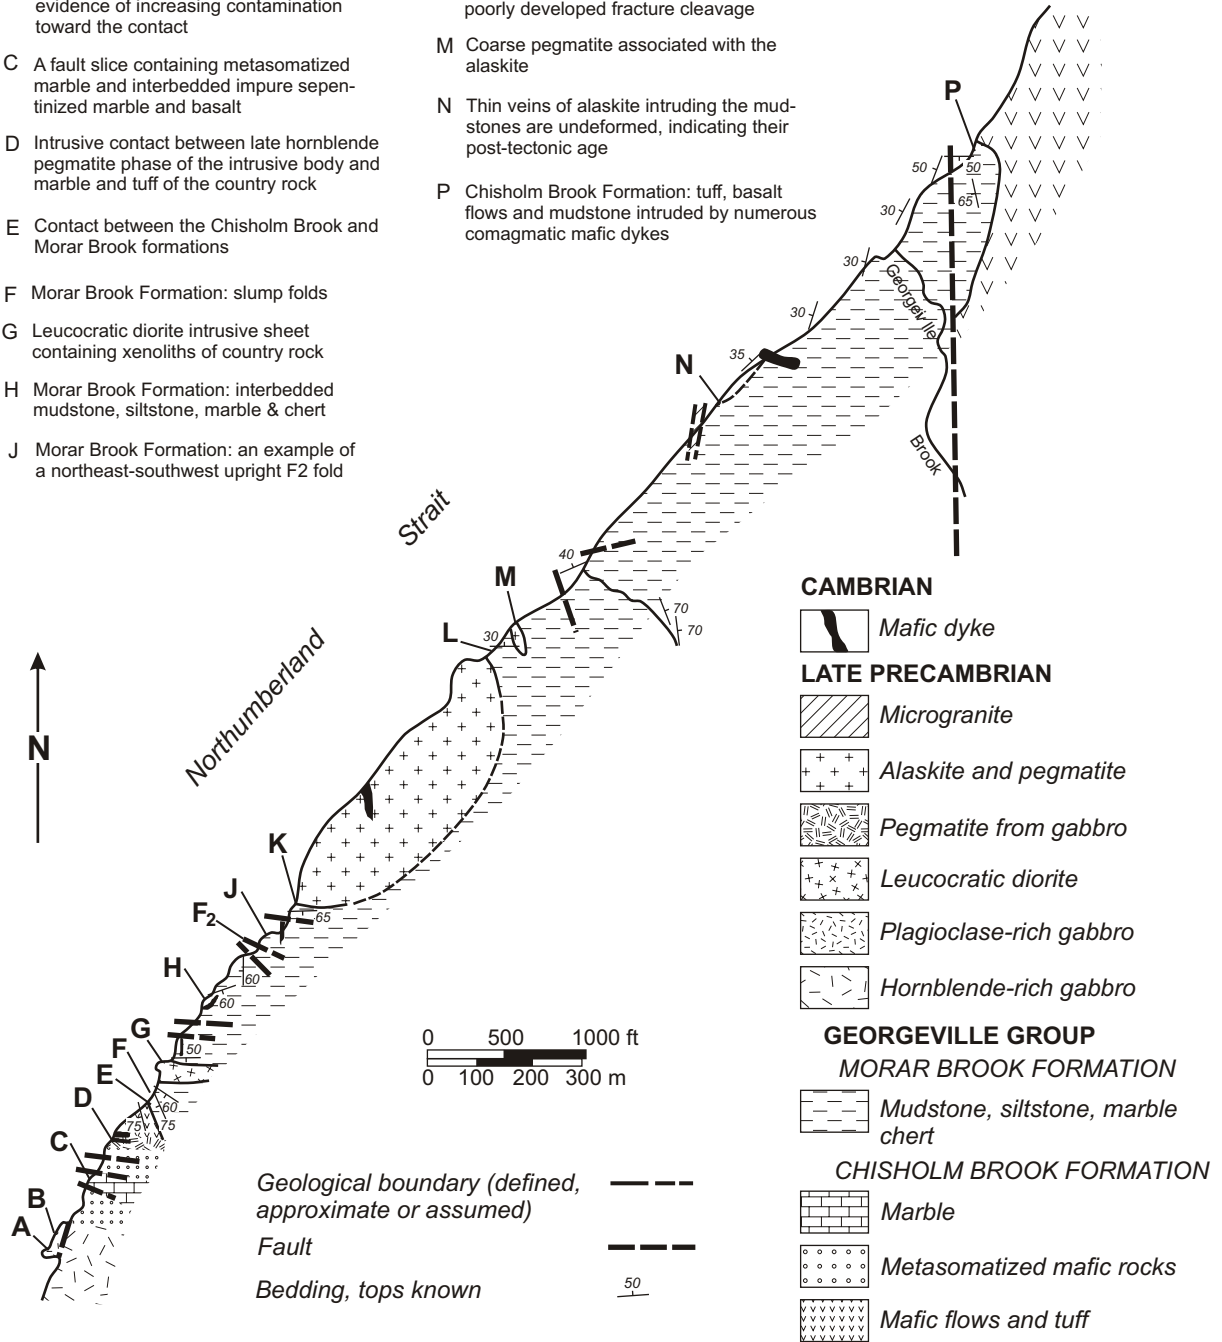 evidence of increasing contamination
toward the contact
C A fault slice containing metasomatized
marble and interbedded impure sepen-
tinized marble and basalt
D Intrusive contact between late hornblende
pegmatite phase of the intrusive body and
marble and tuff of the country rock
E Contact between the Chisholm Brook and
Morar Brook formations
F Morar Brook Formation: slump folds
G Leucocratic diorite intrusive sheet
containing xenoliths of country rock
H Morar Brook Formation: interbedded
mudstone, siltstone, marble & chert
J Morar Brook Formation: an example of
a northeast-southwest upright F2 fold
poorly developed fracture cleavage
M Coarse pegmatite associated with the
alaskite
N Thin veins of alaskite intruding the mud-
stones are undeformed, indicating their
post-tectonic age
P Chisholm Brook Formation: tuff, basalt
flows and mudstone intruded by numerous
comagmatic mafic dykes
P
50
50
65
30
30
30
35
N
Brook
Strait
40
M
70
70
L
30
Northumberland
N
K
J
65
F2
H
60
60
G
50
F
E
60
D
75
75
C
B
A
0 500 1000 ft
0 100 200 300 m
Geological boundary (defined,
approximate or assumed)
Fault
Bedding, tops known
50
CAMBRIAN
Mafic dyke
LATE PRECAMBRIAN
Microgranite
Alaskite and pegmatite
Pegmatite from gabbro
Leucocratic diorite
Plagioclase-rich gabbro
Hornblende-rich gabbro
GEORGEVILLE GROUP
MORAR BROOK FORMATION
Mudstone, siltstone, marble
chert
CHISHOLM BROOK FORMATION
Marble
Metasomatized mafic rocks
Mafic flows and tuff